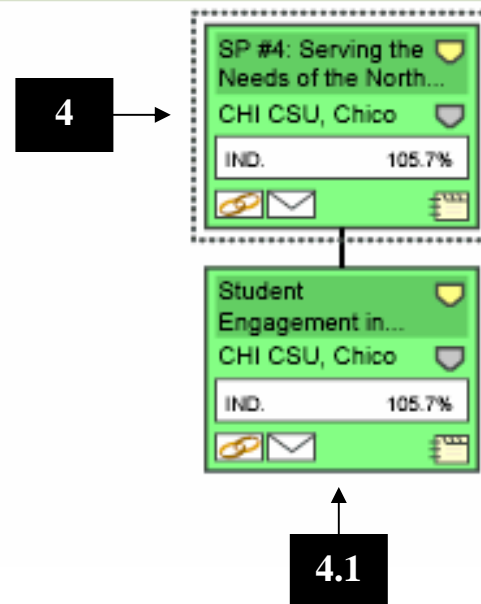 SP #4: Serving the
Needs of the North...
4
CHI CSU, Chico
IND. 105.7%
Student
Engagement in...
CHI CSU, Chico
IND. 105.7%
4.1